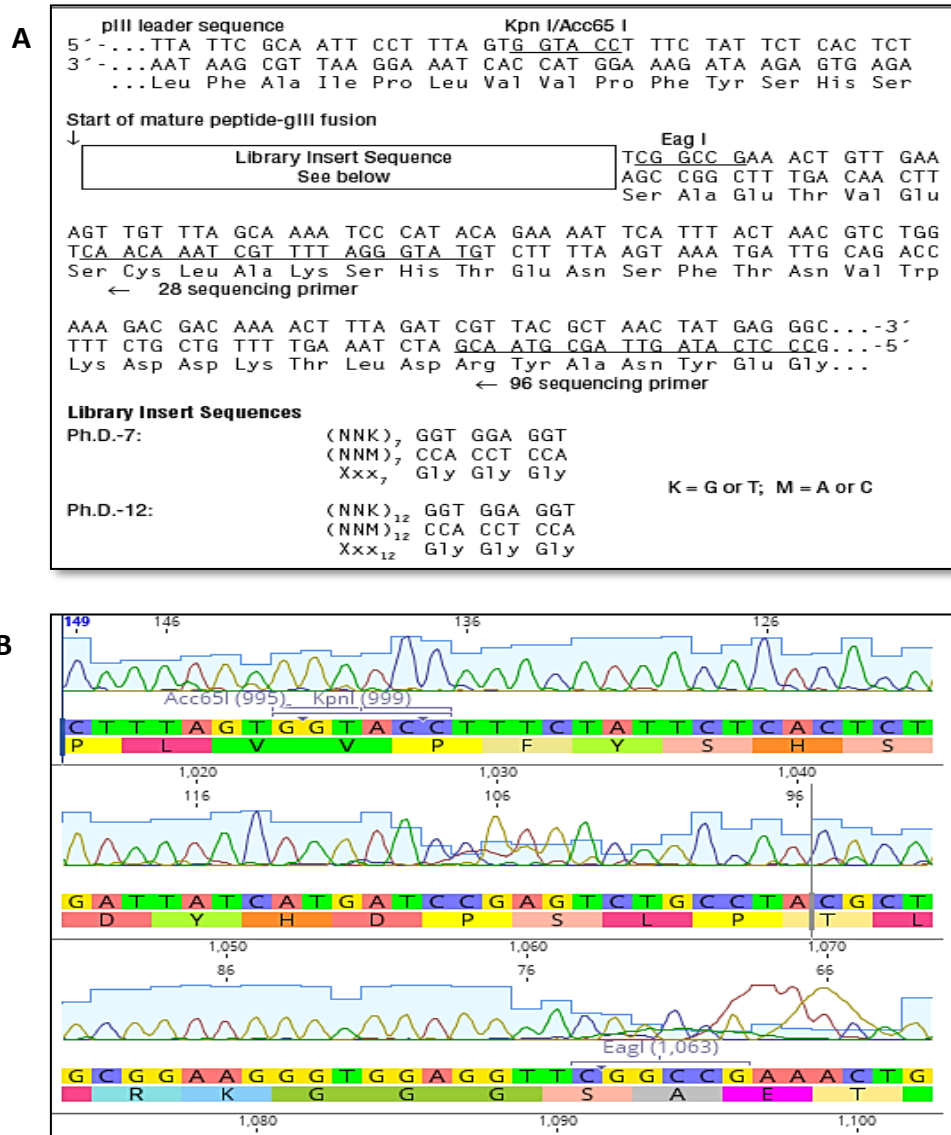 A
pIII leader sequence Kpn I/Acc65 I
5´-...TTA TTC GCA ATT CCT TTA GTG GTA CCT TTC TAT TCT CAC TCT
3´-...AAT AAG CGT TAA GGA AAT CAC CAT GGA AAG ATA AGA GTG AGA
...Leu Phe Ala Ile Pro Leu Val Val Pro Phe Tyr Ser His Ser
Start of mature peptide-gIII fusion
↓
Eag I
Library Insert Sequence TCG GCC GAA ACT GTT GAA
See below AGC CGG CTT TGA CAA CTT
Ser Ala Glu Thr Val Glu
AGT TGT TTA GCA AAA TCC CAT ACA GAA AAT TCA TTT ACT AAC GTC TGG
TCA ACA AAT CGT TTT AGG GTA TGT CTT TTA AGT AAA TGA TTG CAG ACC
Ser Cys Leu Ala Lys Ser His Thr Glu Asn Ser Phe Thr Asn Val Trp
← 28 sequencing primer
AAA GAC GAC AAA ACT TTA GAT CGT TAC GCT AAC TAT GAG GGC...-3´
TTT CTG CTG TTT TGA AAT CTA GCA ATG CGA TTG ATA CTC CCG...-5´
Lys Asp Asp Lys Thr Leu Asp Arg Tyr Ala Asn Tyr Glu Gly...
← 96 sequencing primer
Library Insert Sequences
Ph.D.-7: (NNK)7 GGT GGA GGT
(NNM)7 CCA CCT CCA
Xxx7 Gly Gly Gly
K = G or T; M = A or C
Ph.D.-12: (NNK)12 GGT GGA GGT
(NNM)12 CCA CCT CCA
Xxx12 Gly Gly Gly
B
149 146 136 126
Acc65I (995) KpnI (999)
C T T T A G T G G T A C C T T T C T A T T C T C A C T C T
P L V V P F Y S H S
1,020 1,030 1,040
116 106 96
G A T T A T C A T G A T C C G A G T C T G C C T A C G C T
D Y H D P S L P T L
1,050 1,060 1,070
86 76 66
EagI (1,063)
G C G G A A G G G T G G A G G T T C G G C C G A A A C T G
R K G G G S A E T
1,080 1,090 1,100